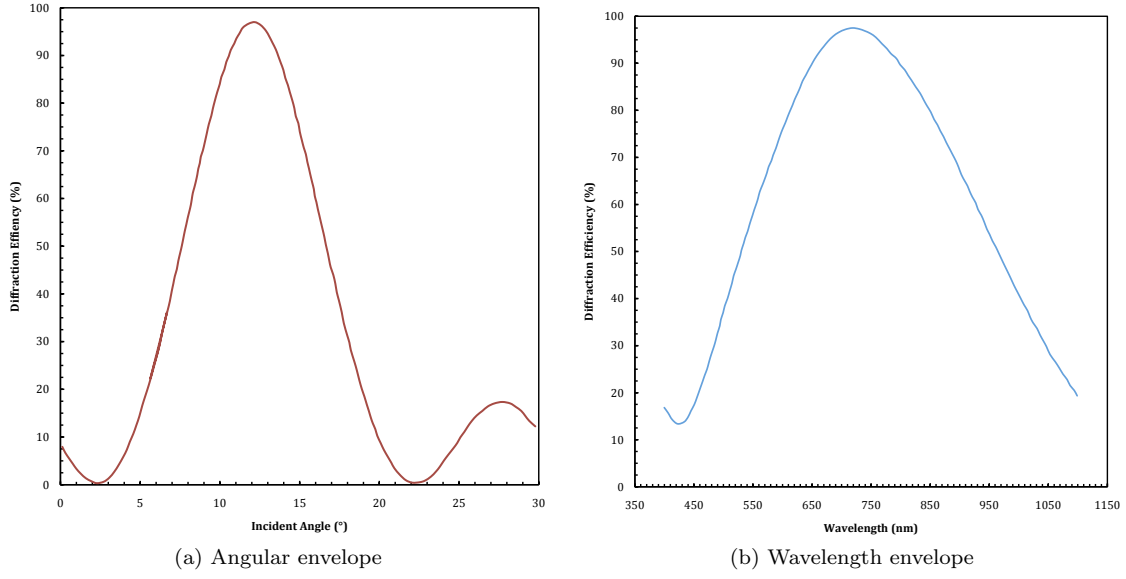 100
90
80
70
60
50
40
30
20
10
0
Diffraction Effiency (%)
0 5 10 15 20 25 30
Incident Angle (°)
(a) Angular envelope
100
90
80
70
60
50
40
30
20
10
0
Diffraction Efficiency (%)
350 450 550 650 750 850 950 1050 1150
Wavelength (nm)
(b) Wavelength envelope